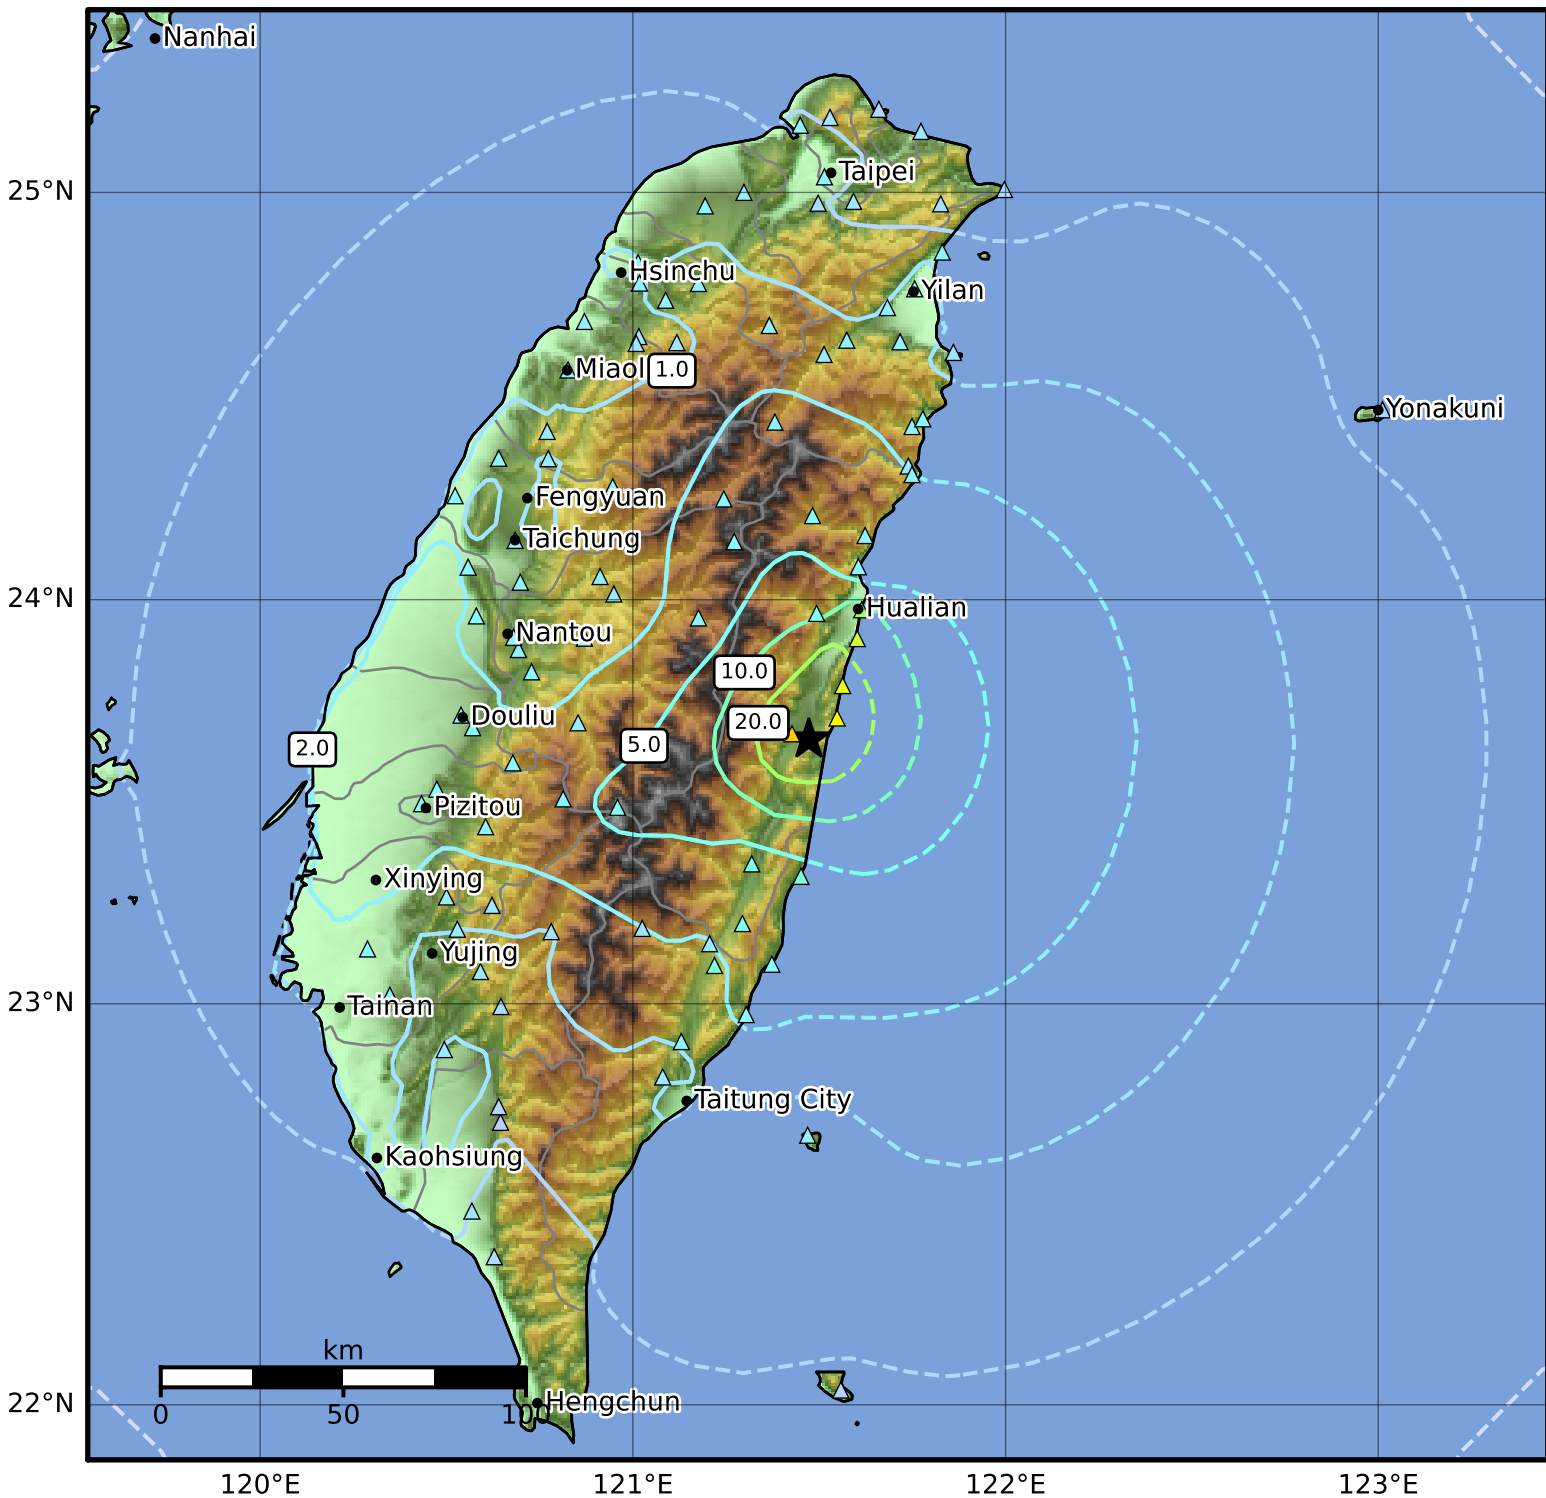 Nanhai
Taipei
25°N
Hsinchu
Yilan
Miaol
1.0
Yonakuni
Fengyuan
Taichung
24°N
Hualian
Nantou
10.0
Douliu
20.0
5.0
2.0
Pizitou
Xinying
Yujing
23°N
Tainan
Taitung City
Kaohsiung
km
22°N
Hengchun
0 50 100
120°E 121°E 122°E 123°E